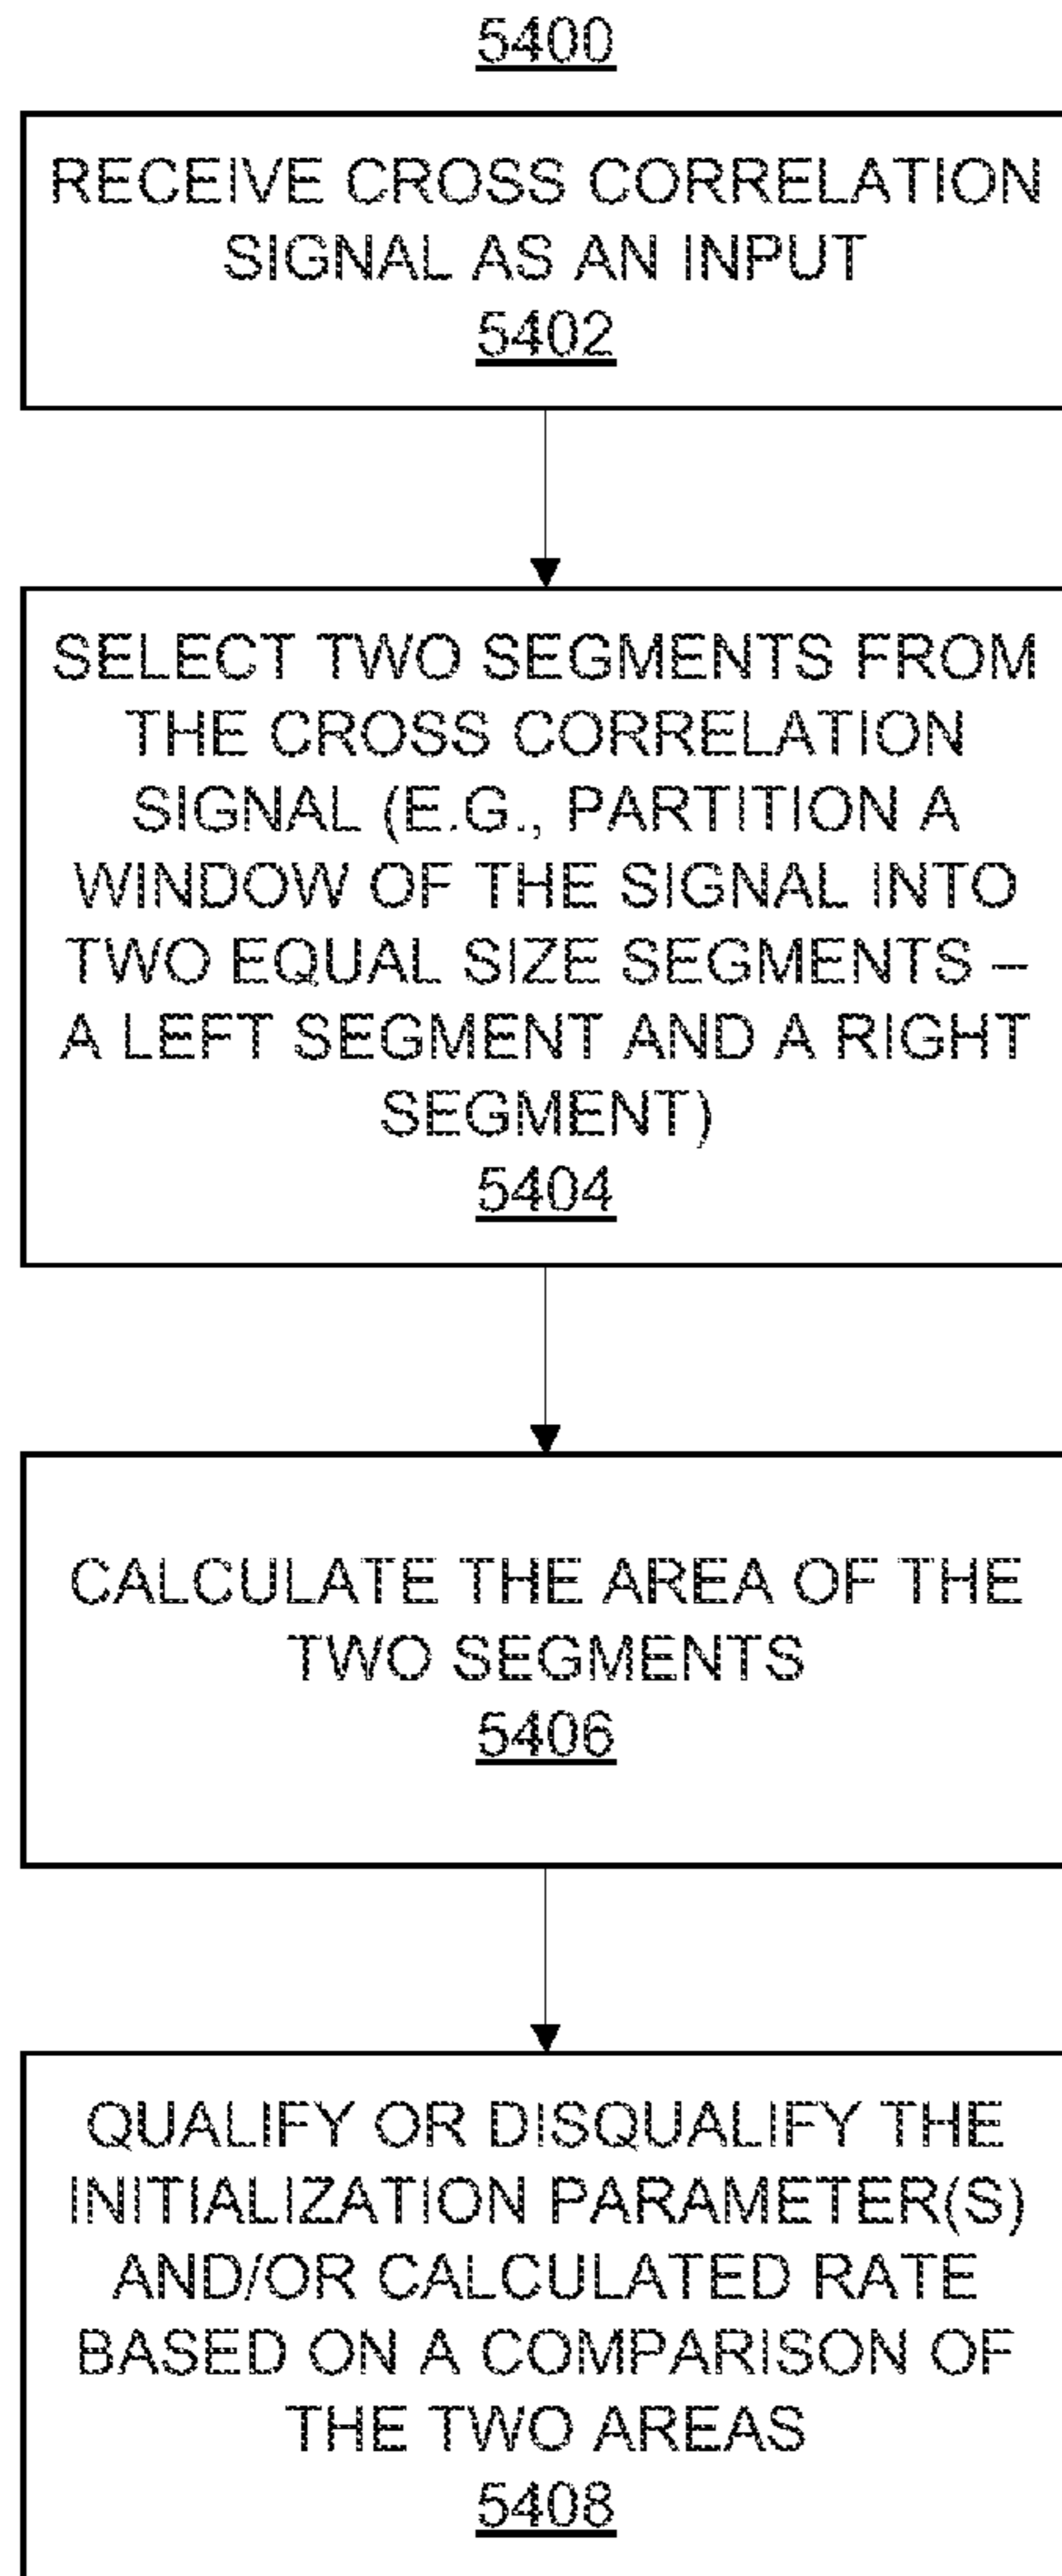 5400
RECEIVE CROSS CORRELATION
SIGNAL AS AN INPUT
5402
SELECT TWO SEGMENTS FROM
THE CROSS CORRELATION
SIGNAL (E.G., PARTITION A
WINDOW OF THE SIGNAL INTO
TWO EQUAL SIZE SEGMENTS –
A LEFT SEGMENT AND A RIGHT
SEGMENT)
5404
CALCULATE THE AREA OF THE
TWO SEGMENTS
5406
QUALIFY OR DISQUALIFY THE
INITIALIZATION PARAMETER(S)
AND/OR CALCULATED RATE
BASED ON A COMPARISON OF
THE TWO AREAS
5408